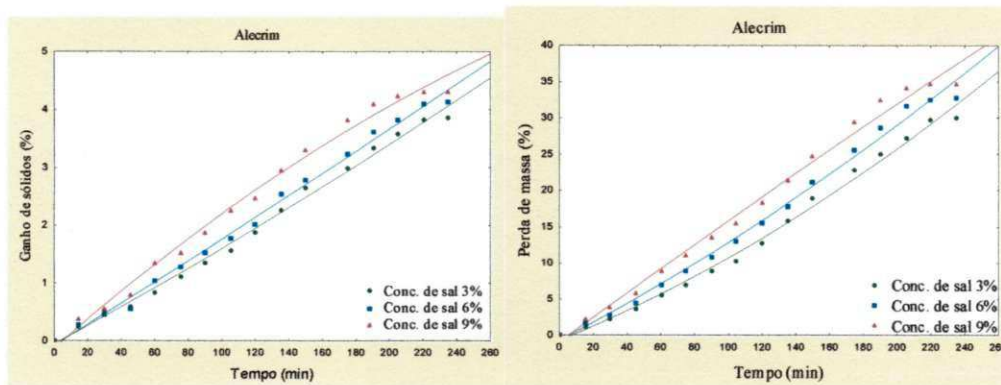 Alecrim
Ganho de sólidos (%)
5
4
3
2
1
0
Conc. de sal 3%
Conc. de sal 6%
Conc. de sal 9%
0 20 40 60 80 100 120 140 160 180 200 220 240 260
Tempo (min)
Alecrim
Perda de massa (%)
40
35
30
25
20
15
10
5
0
Conc. de sal 3%
Conc. de sal 6%
Conc. de sal 9%
0 20 40 60 80 100 120 140 160 180 200 220 240 260
Tempo (min)